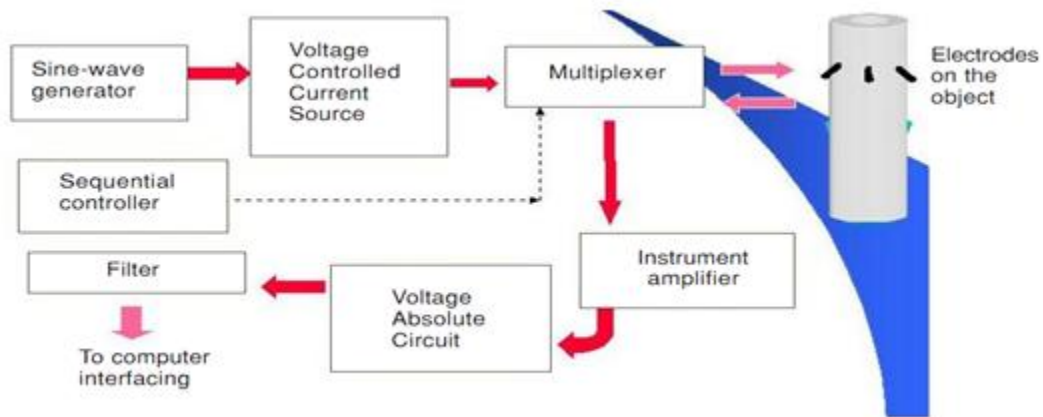 Sine-wave
generator
Voltage
Controlled
Current
Source
Multiplexer
Electrodes
on the
object
Sequential
controller
Filter
Voltage
Absolute
Circuit
Instrument
amplifier
To computer
interfacing